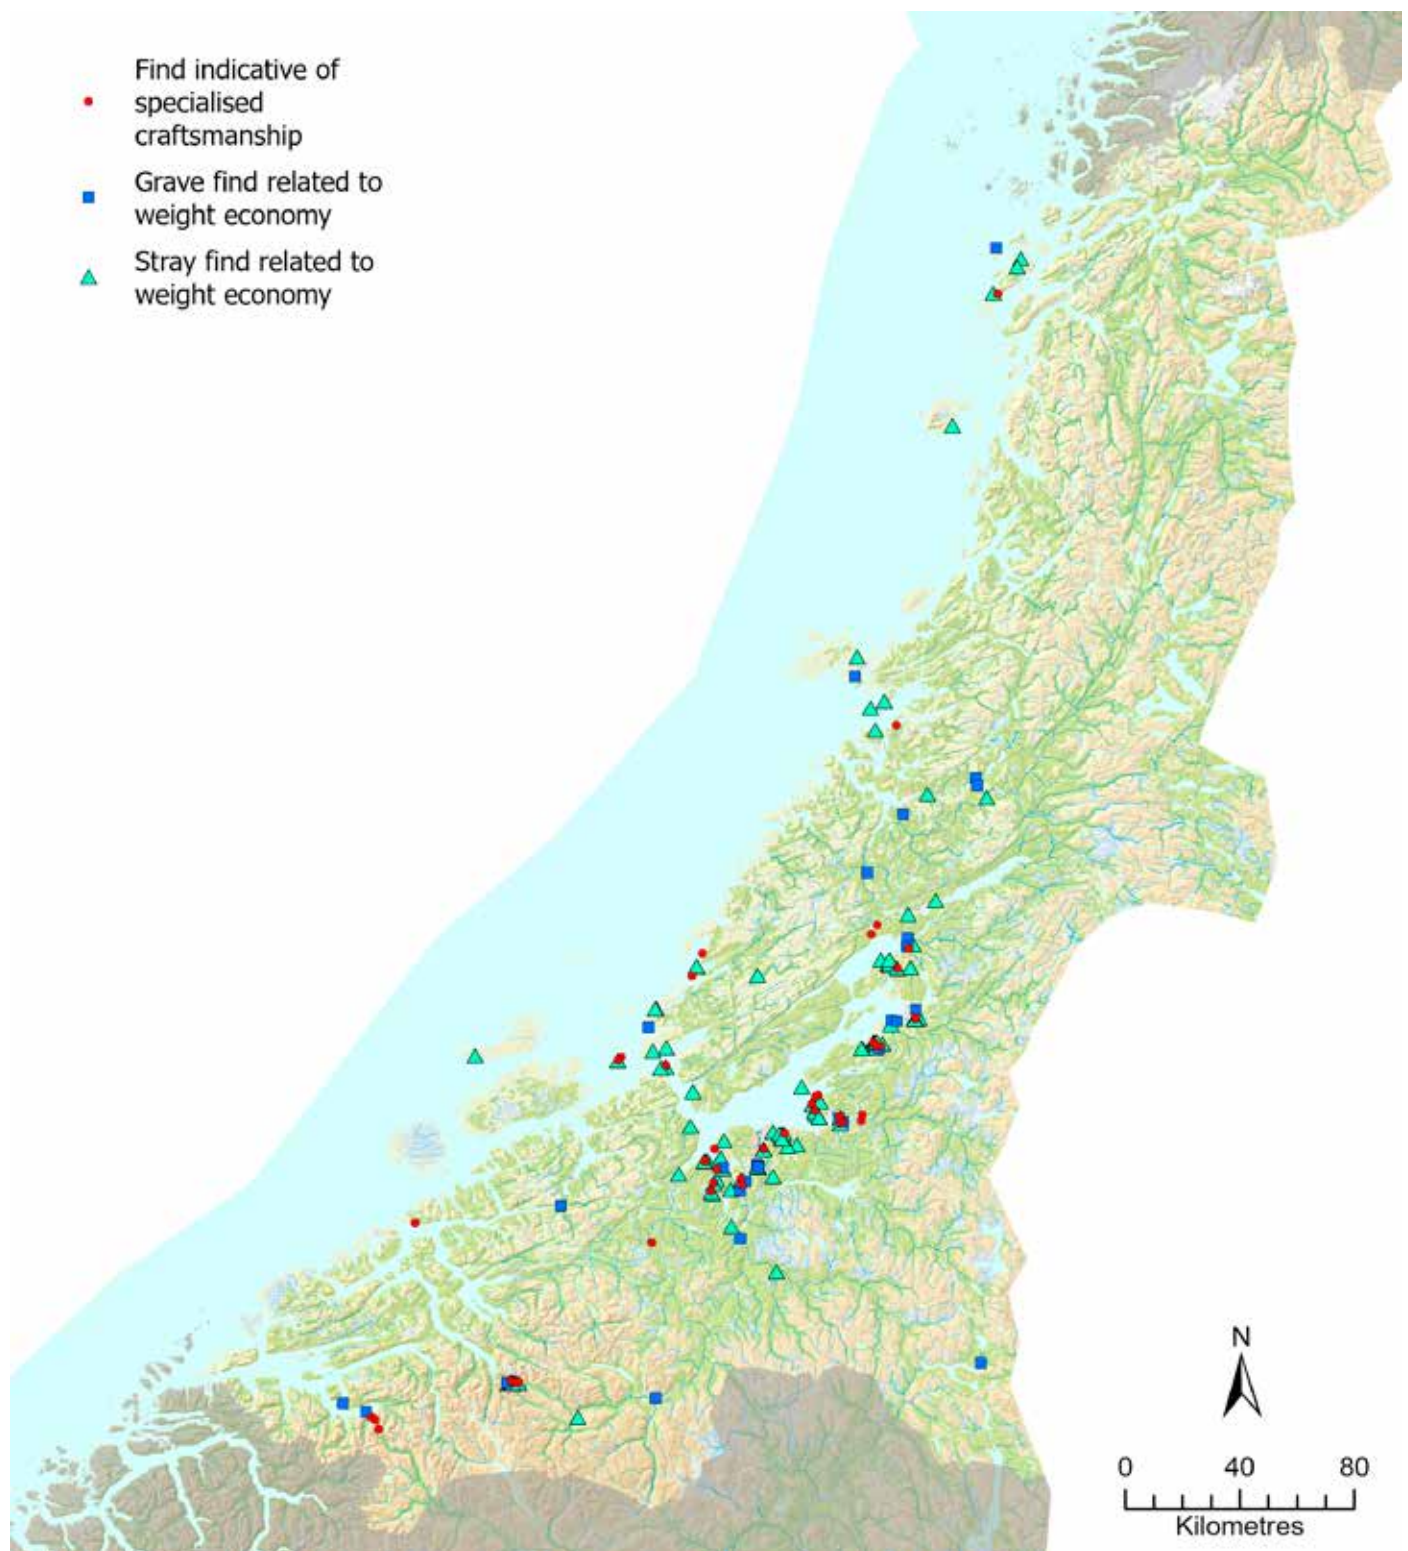 Find indicative of
specialised
craftsmanship
Grave find related to
weight economy
Stray find related to
weight economy
N
0 40 80
Kilometres